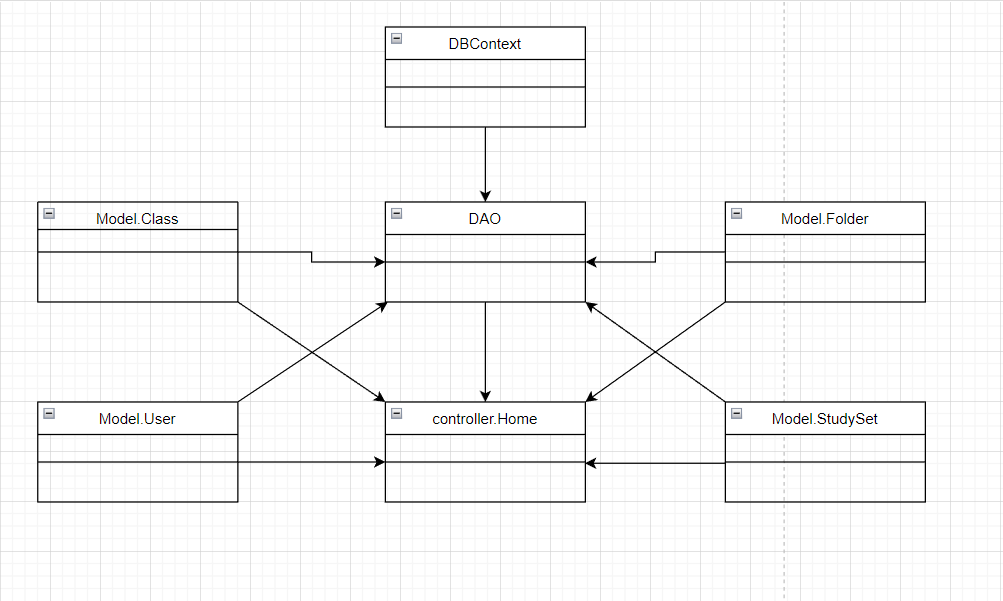 DBContext
Model.Class
DAO
Model.Folder
Model.User
controller.Home
Model.StudySet